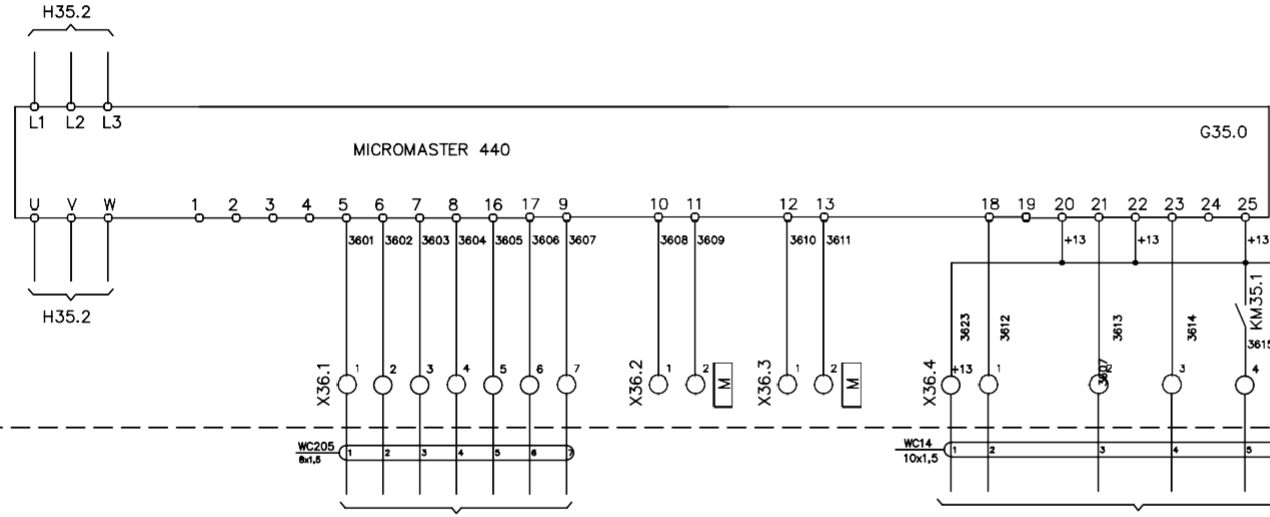 H35.2
L1 L2 L3
MICROMASTER 440
G35.0
U V W 1 2 3 4 5 6 7 8 16 17 9 10 11 12 13 18 19 20 21 22 23 24 25
3601 3602 3603 3604 3605 3606 3607 3608 3609 3610 3611 +13 +13 +13
H35.2
KM35.1
3623 3612 3613 3614 3615
X36.1 1 2 3 4 5 6 7
X36.2 1 2 M
X36.3 1 2 M
X36.4 +13 1 3607 3 4
WC205 1 2 3 4 5 6 7
8x1,5
WC14 1 2 3 4 5
10x1,5